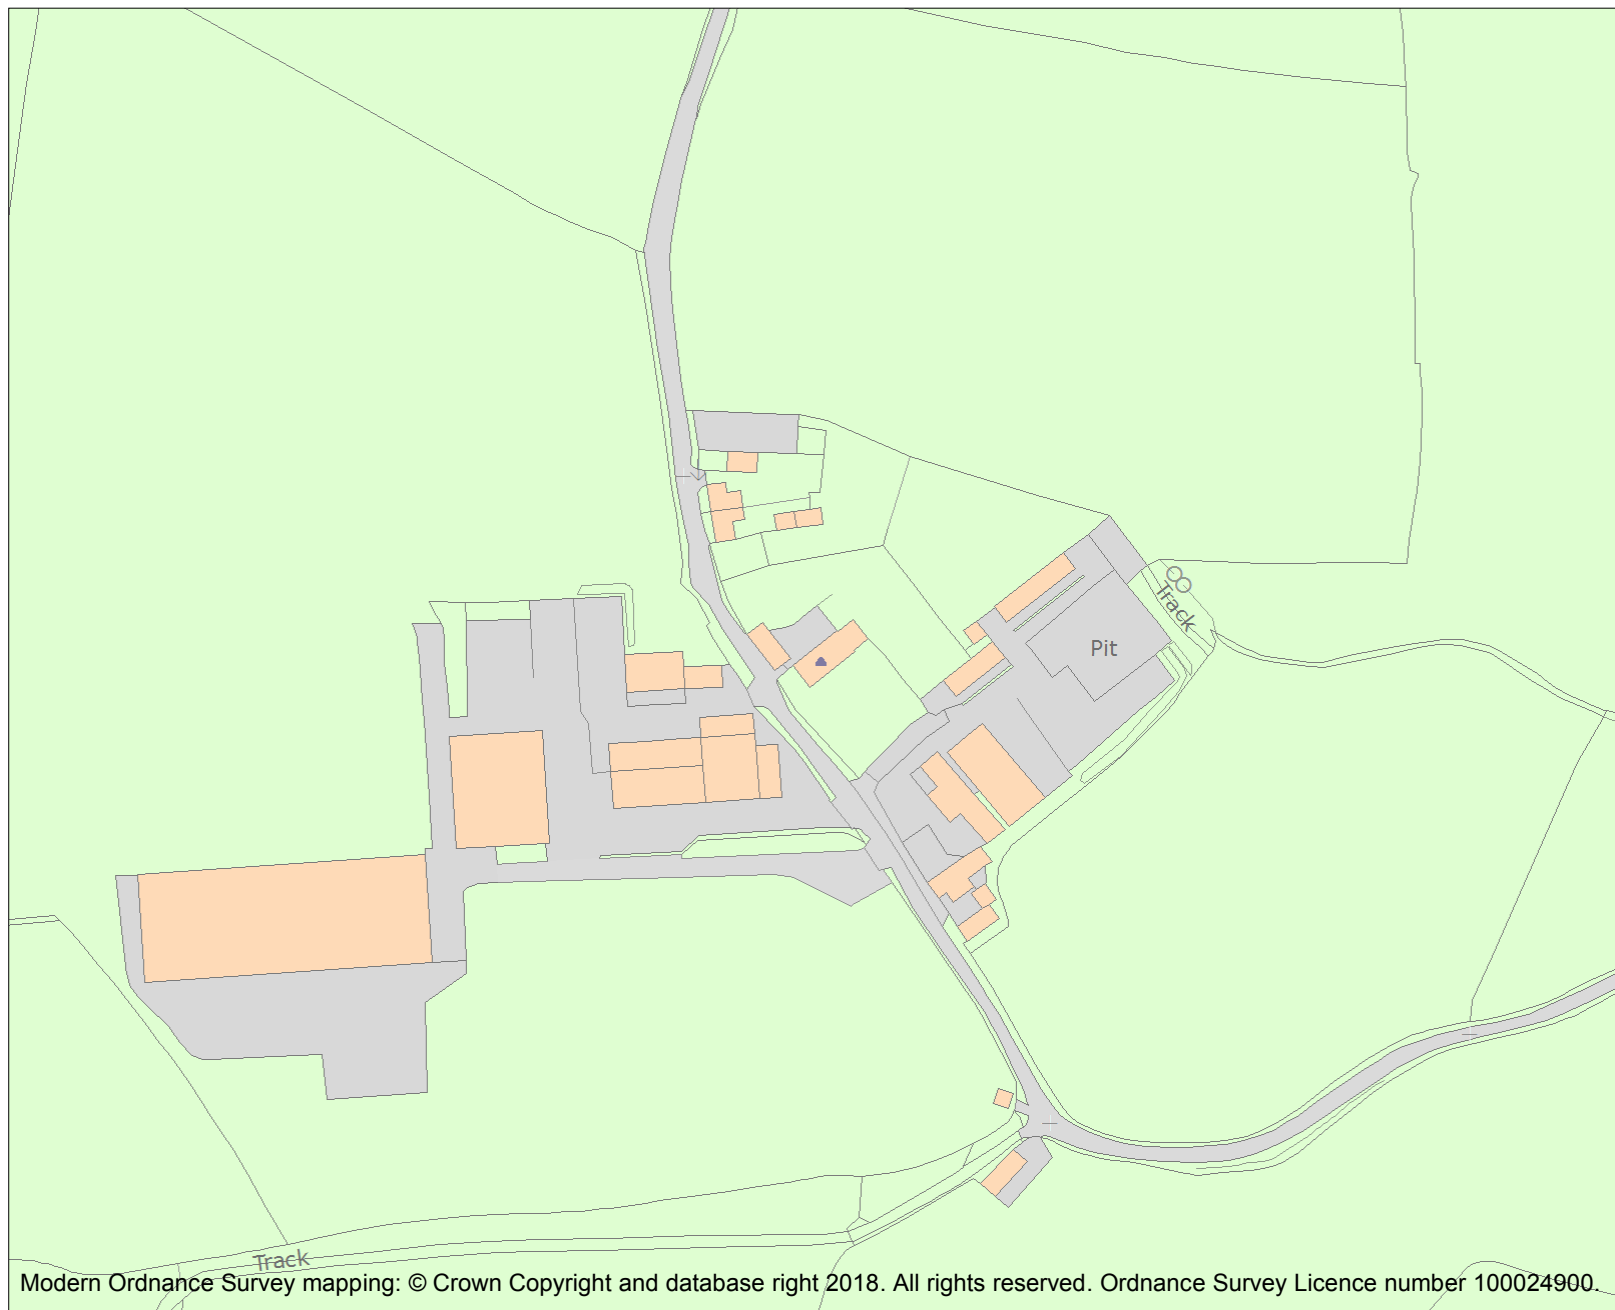 Track
Pit
Track
Modern Ordnance Survey mapping: © Crown Copyright and database right 2018. All rights reserved. Ordnance Survey Licence number 100024900.